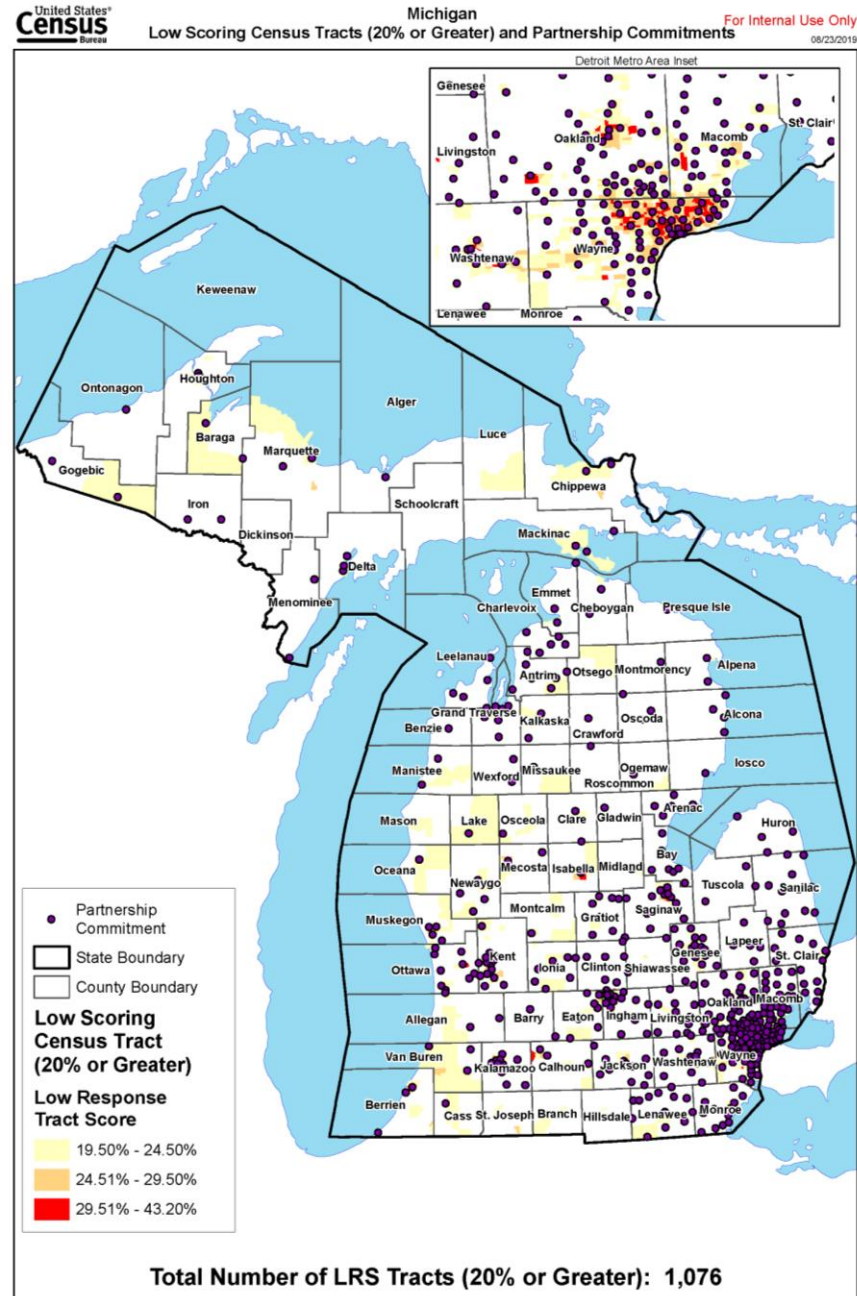 United States®
Census
Bureau
Michigan
Low Scoring Census Tracts (20% or Greater) and Partnership Commitments
For Internal Use Only
08/23/2019
Detroit Metro Area Inset
Genesee
St. Clair
Oakland
Macomb
Livingston
Washtenaw
Wayne
Lenawee
Monroe
Keweenaw
Houghton
Ontonagon
Alger
Baraga
Marquette
Luce
Gogebic
Chippewa
Iron
Schoolcraft
Dickinson
Mackinac
Delta
Menominee
Emmet
Charlevoix
Cheboygan
Presque Isle
Leelanau
Antrim
Otsego
Montmorency
Alpena
Grand Traverse
Kalkaska
Oscoda
Alcona
Benzie
Crawford
Manistee
Wexford
Missaukee
Ogemaw
Iosco
Roscommon
Mason
Lake
Osceola
Clare
Gladwin
Arenac
Huron
Oceana
Mecosta
Isabella
Midland
Bay
Newaygo
Tuscola
Sanilac
Montcalm
Gratiot
Saginaw
Muskegon
Kent
Genesee
Lapeer
Ottawa
Ionia
Clinton
Shiawassee
St. Clair
Oakland
Macomb
Allegan
Barry
Eaton
Ingham
Livingston
Van Buren
Kalamazoo
Calhoun
Jackson
Washtenaw
Wayne
Berrien
Cass
St. Joseph
Branch
Hillsdale
Lenawee
Monroe
Partnership
Commitment
State Boundary
County Boundary
Low Scoring
Census Tract
(20% or Greater)
Low Response
Tract Score
19.50% - 24.50%
24.51% - 29.50%
29.51% - 43.20%
Total Number of LRS Tracts (20% or Greater): 1,076